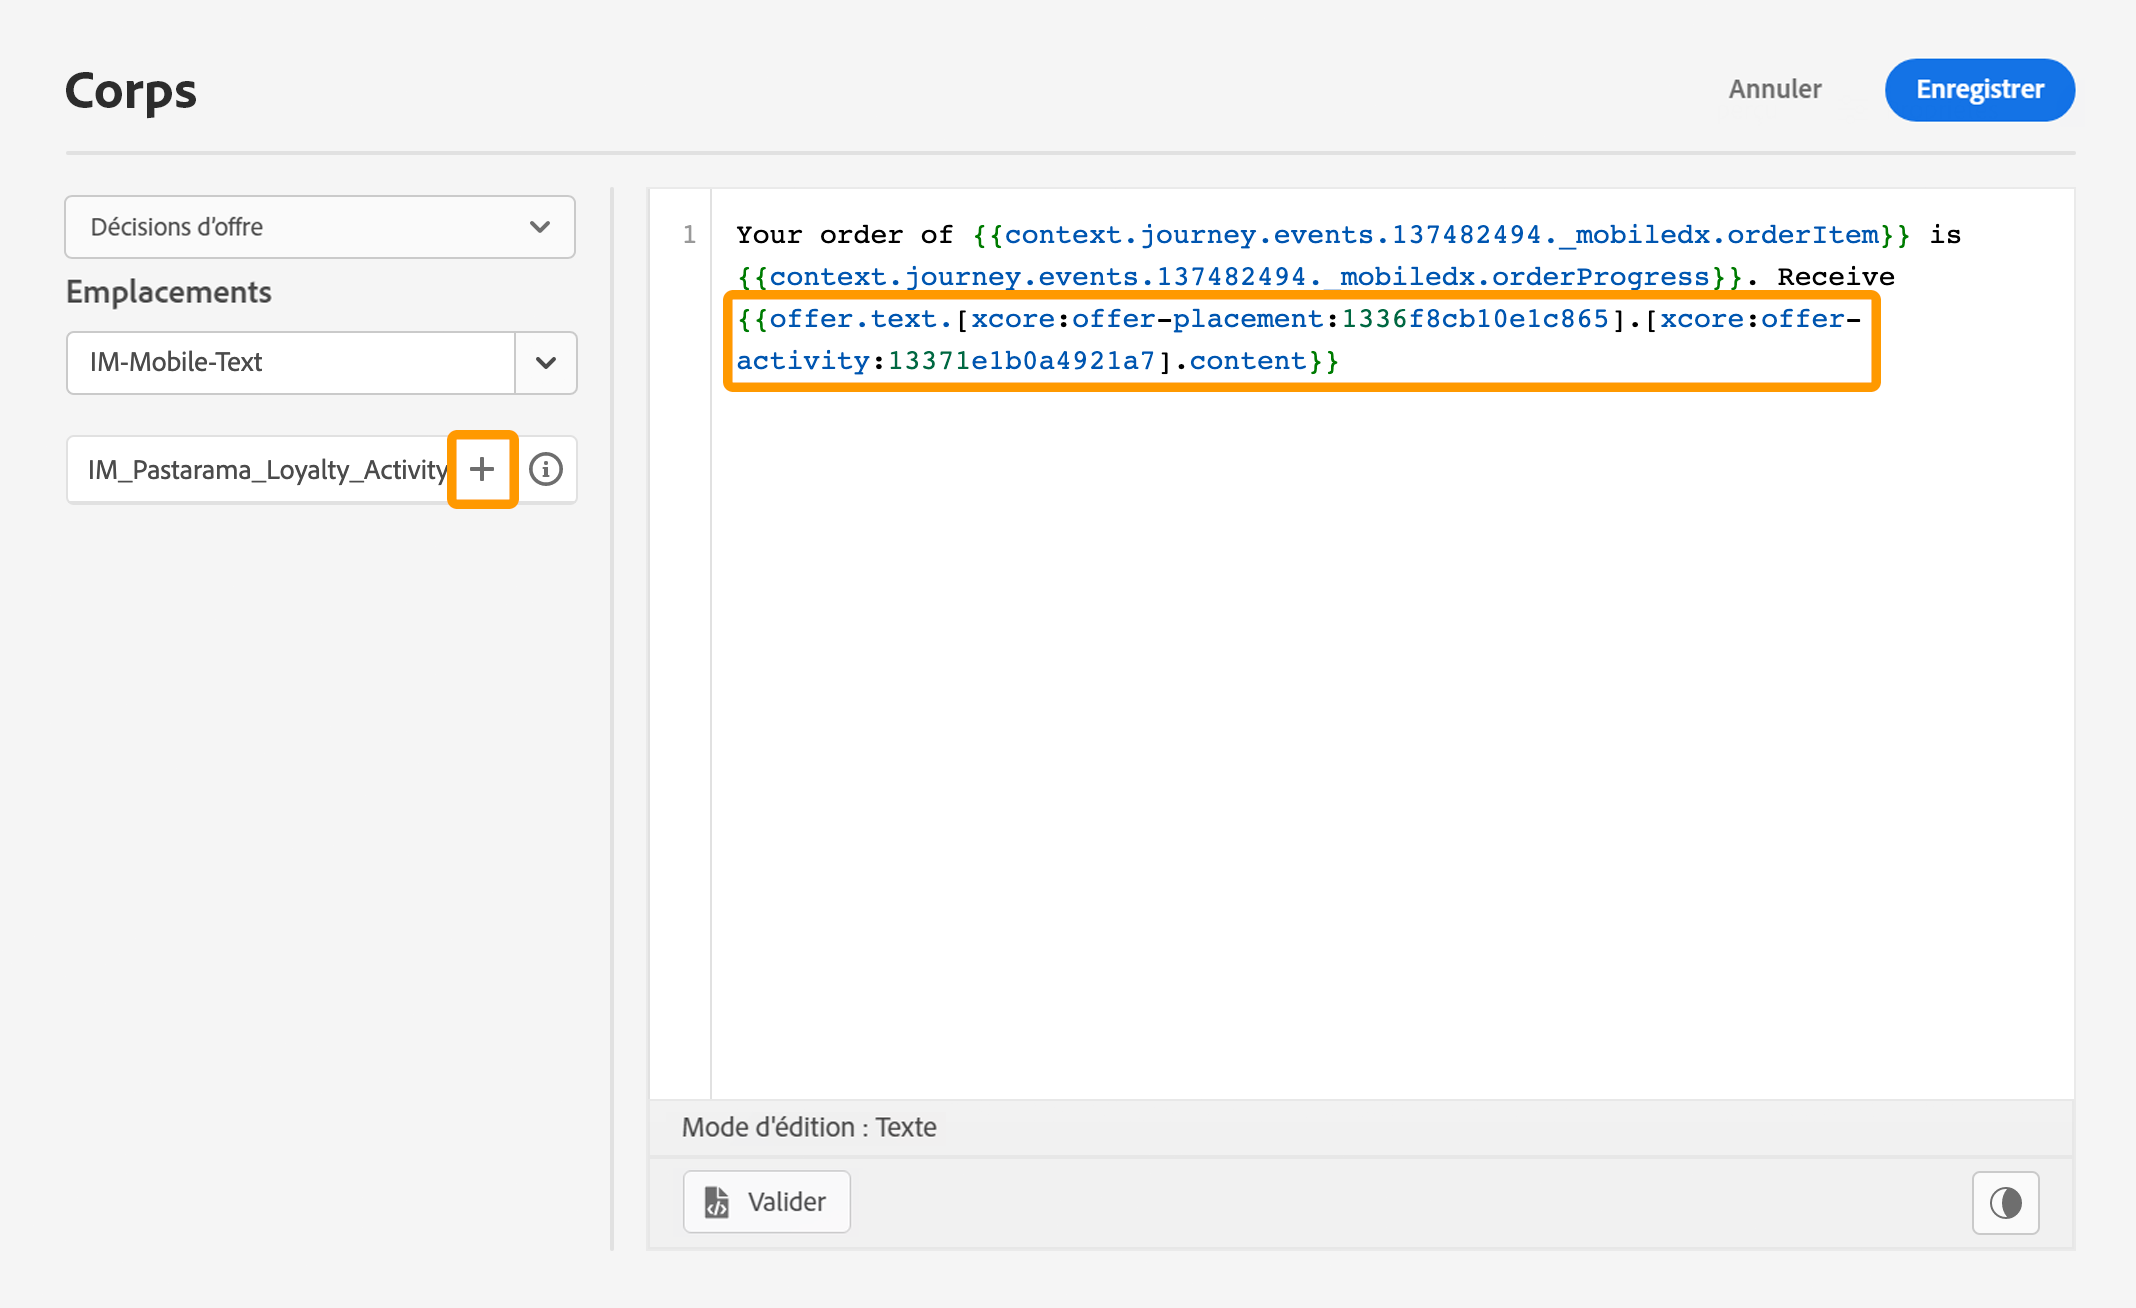 Corps
Annuler
Enregistrer
Décisions d'offre
Emplacements
IM-Mobile-Text
IM_Pastarama_Loyalty_Activity
1
Your order of {{context.journey.events.137482494._mobiledx.orderItem}} is
{{context.journey.events.137482494._mobiledx.orderProgress}}. Receive
{{offer.text.[xcore:offer-placement:1336f8cb10e1c865].[xcore:offer-
activity:13371e1b0a4921a7].content}}
Mode d'édition : Texte
Valider